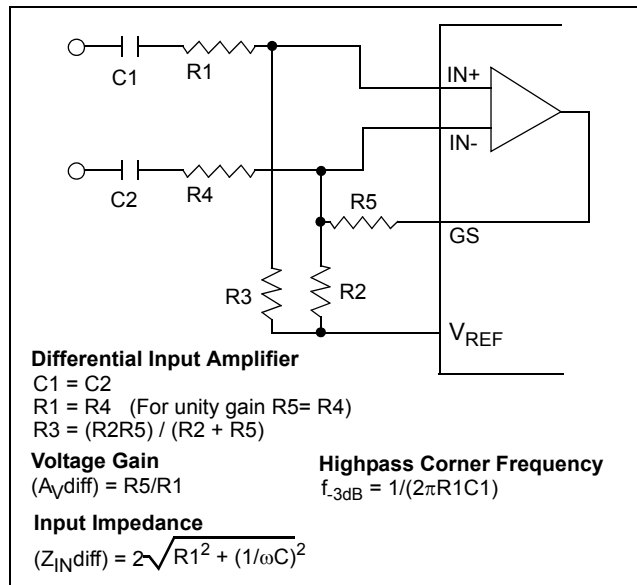 C1
R1
IN+
IN-
C2
R4
R5
GS
R3
R2
VREF
Differential Input Amplifier
C1 = C2
R1 = R4 (For unity gain R5= R4)
R3 = (R2R5) / (R2 + R5)
Voltage Gain
(AVdiff) = R5/R1
Highpass Corner Frequency
f-3dB = 1/(2πR1C1)
Input Impedance
(ZINdiff) = 2√R1² + (1/ωC)²